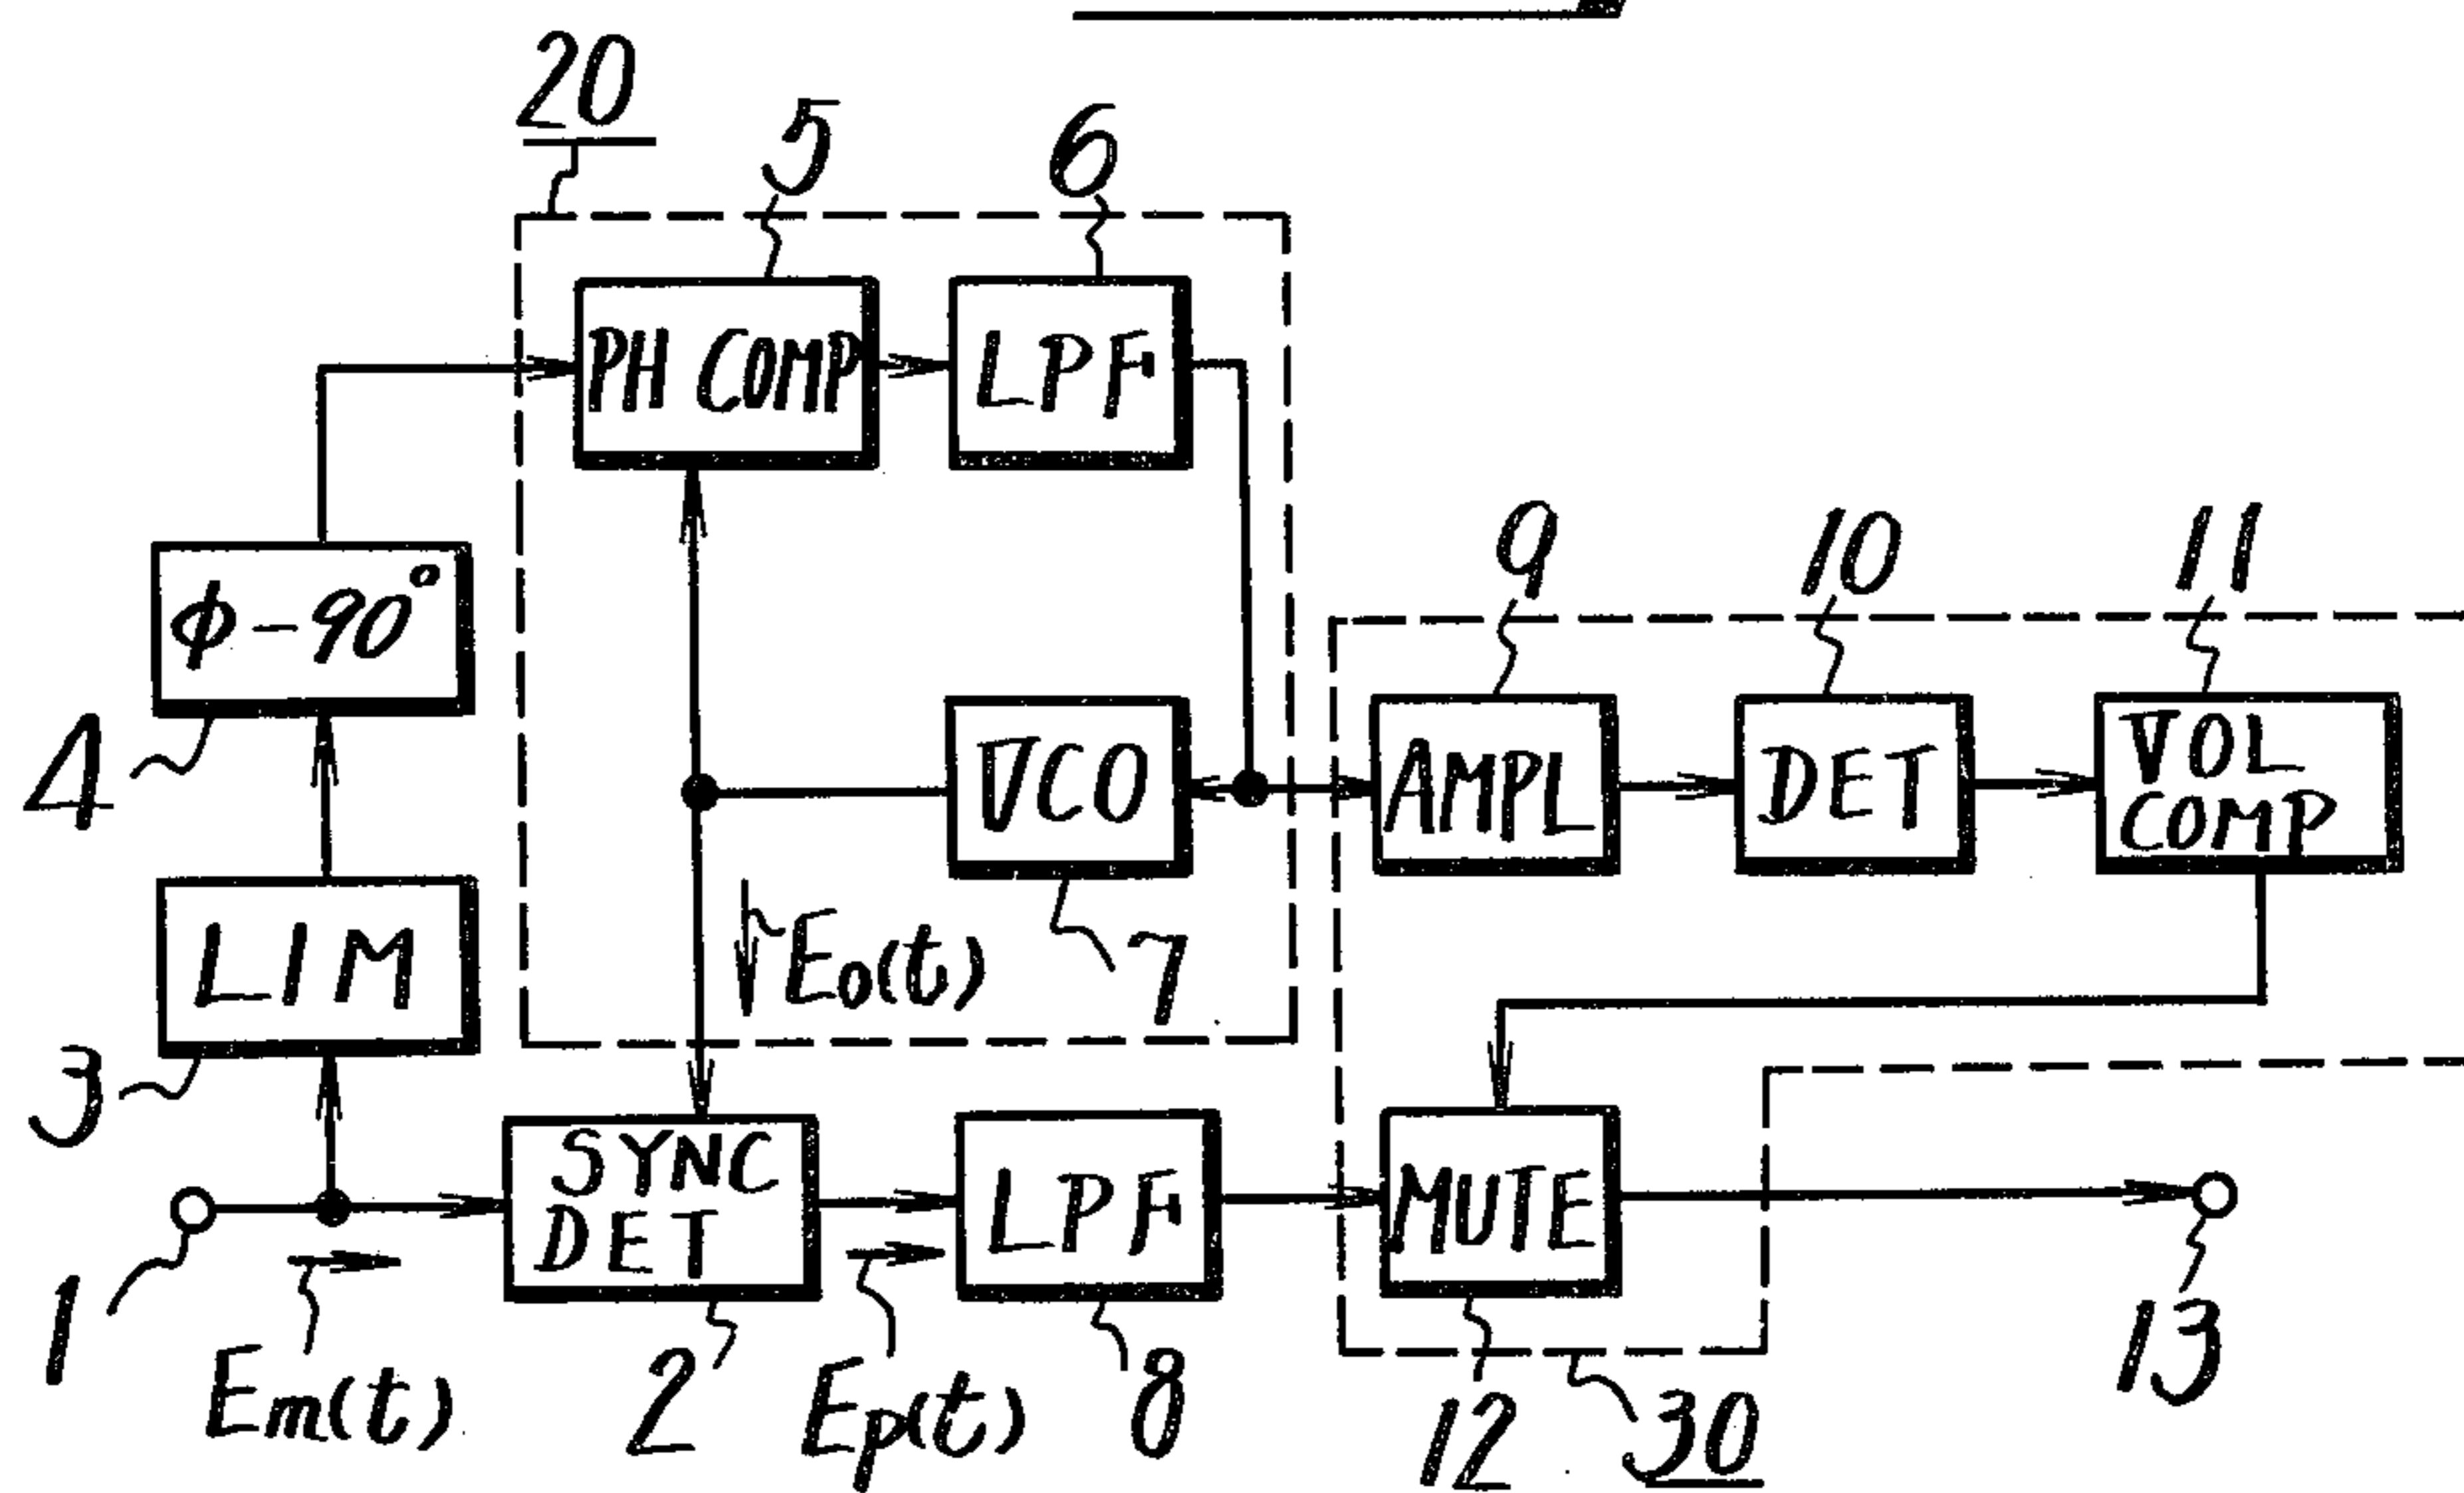 20
5
6
PH COMP
LPF
φ-90°
9
10
11
4
VCO
AMPL
DET
VOL
COMP
LIM
Eo(t)
7
3
SYNC
DET
LPF
MUTE
1
Em(t)
2
Ep(t)
8
12
30
13